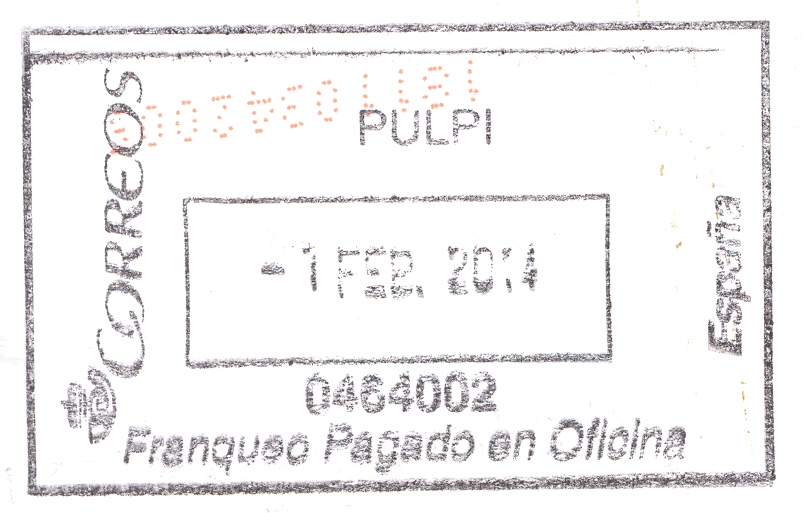 CORREOS
PULPI
- 1 FEB. 2014
España
0464002
Franqueo Pagado en Oficina